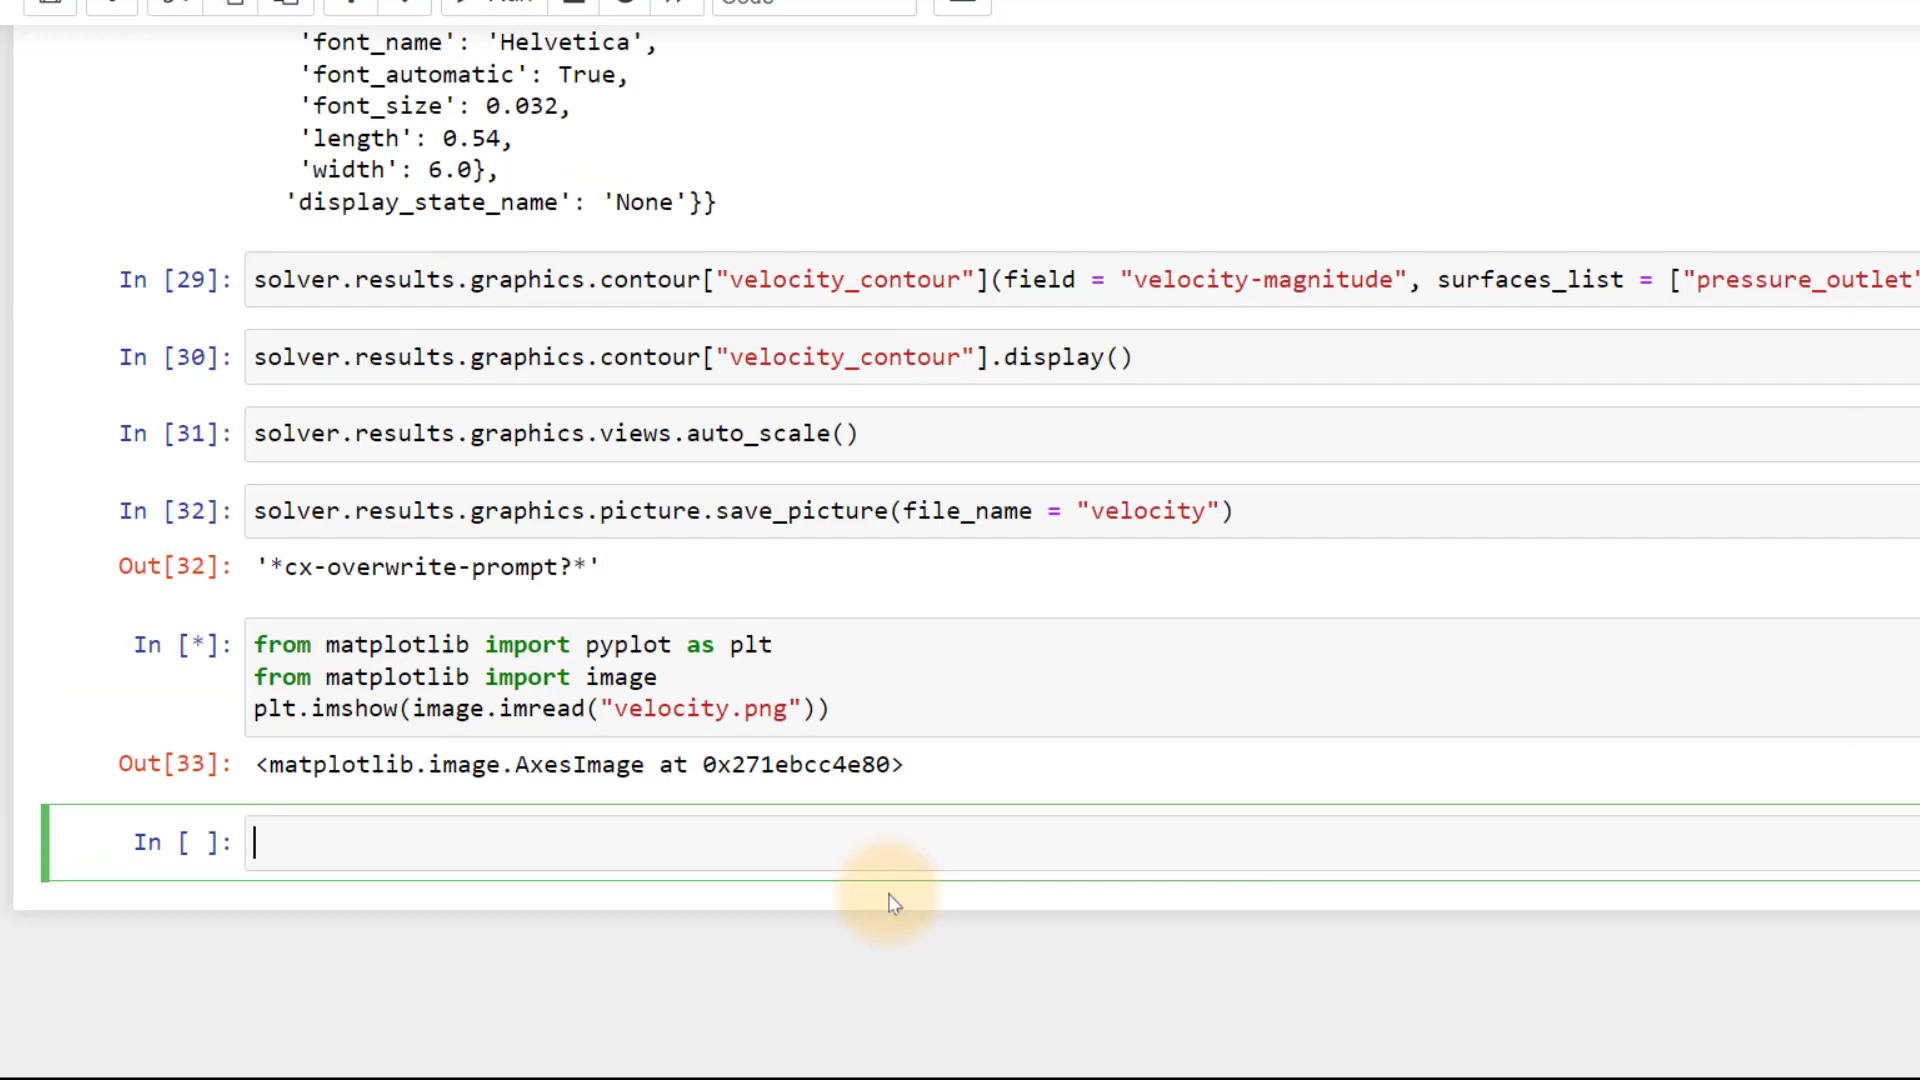 Run Code
'font_name': 'Helvetica',
'font_automatic': True,
'font_size': 0.032,
'length': 0.54,
'width': 6.0},
'display_state_name': 'None'}}
In [29]: solver.results.graphics.contour["velocity_contour"](field = "velocity-magnitude", surfaces_list = ["pressure_outlet"
In [30]: solver.results.graphics.contour["velocity_contour"].display()
In [31]: solver.results.graphics.views.auto_scale()
In [32]: solver.results.graphics.picture.save_picture(file_name = "velocity")
Out[32]: '*cx-overwrite-prompt?*'
In [*]: from matplotlib import pyplot as plt
from matplotlib import image
plt.imshow(image.imread("velocity.png"))
Out[33]: <matplotlib.image.AxesImage at 0x271ebcc4e80>
In [ ]: